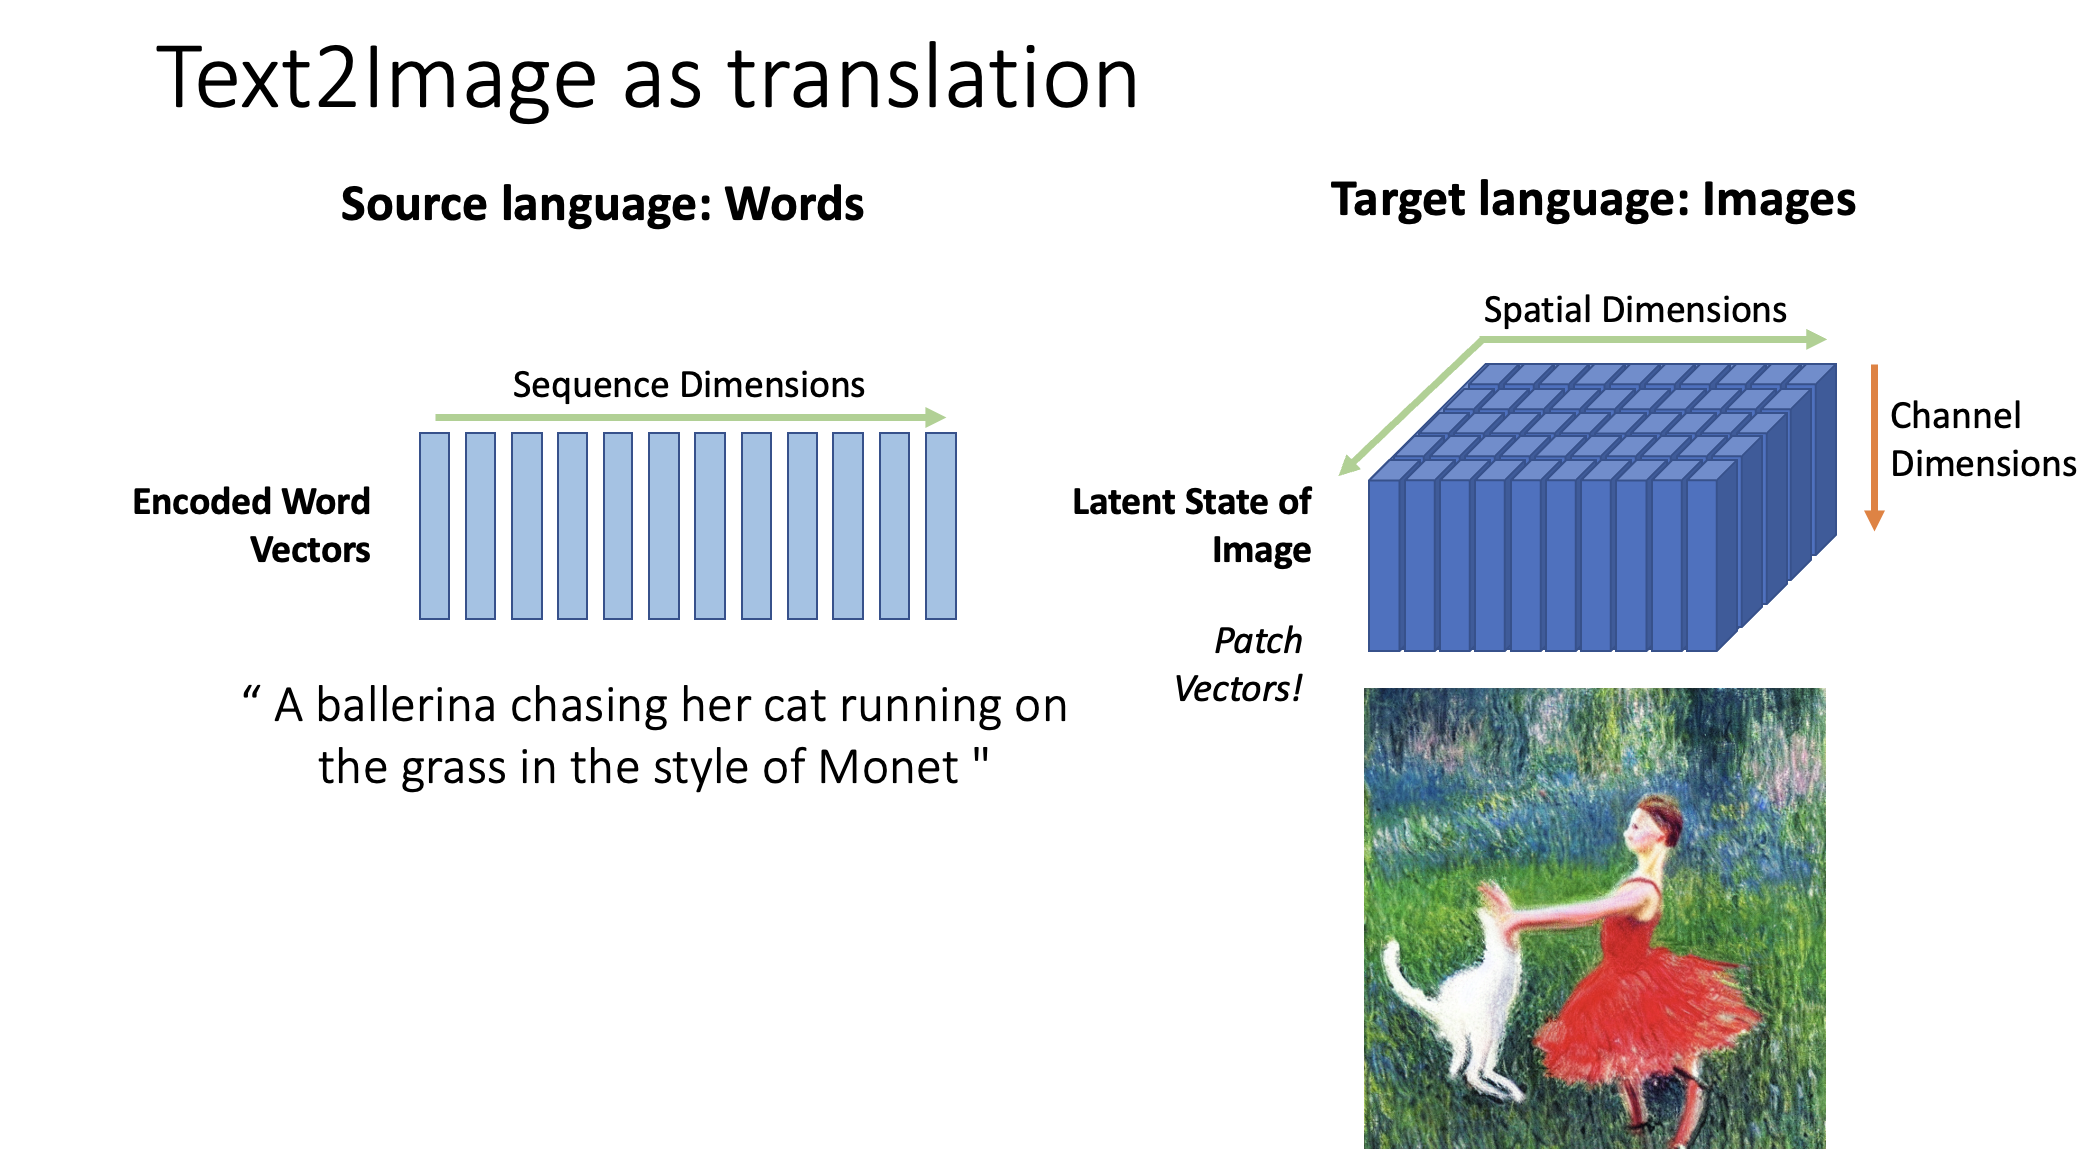 Text2Image as translation
Source language: Words
Target language: Images
Sequence Dimensions
Encoded Word
Vectors
“ A ballerina chasing her cat running on
the grass in the style of Monet "
Spatial Dimensions
Channel
Dimensions
Latent State of
Image
Patch
Vectors!